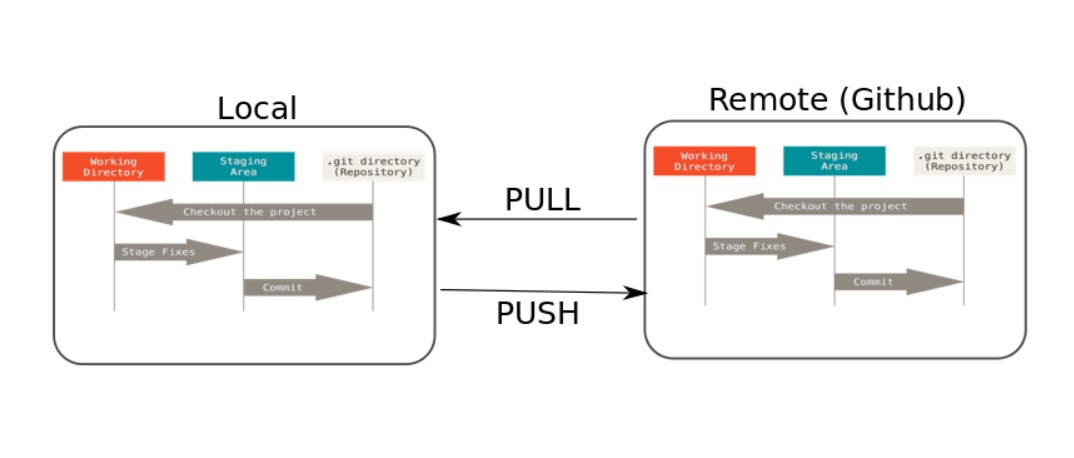 Local
Working
Directory
Staging
Area
.git directory
(Repository)
Checkout the project
Stage Fixes
Commit
PULL
PUSH
Remote (Github)
Working
Directory
Staging
Area
.git directory
(Repository)
Checkout the project
Stage Fixes
Commit